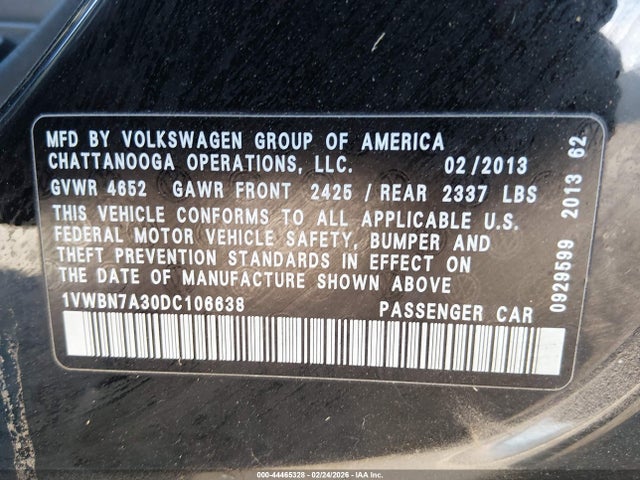 MFD BY VOLKSWAGEN GROUP OF AMERICA
CHATTANOOGA OPERATIONS, LLC. 02/2013
GVWR 4652 GAWR FRONT 2425 / REAR 2337 LBS
THIS VEHICLE CONFORMS TO ALL APPLICABLE U.S.
FEDERAL MOTOR VEHICLE SAFETY, BUMPER AND
THEFT PREVENTION STANDARDS IN EFFECT ON
THE DATE OF MANUFACTURE SHOWN ABOVE
1VWBN7A30DC106638 PASSENGER CAR
0929599 2013 62
000-44465328 - 02/24/2026 - Copyright © IAA, LLC